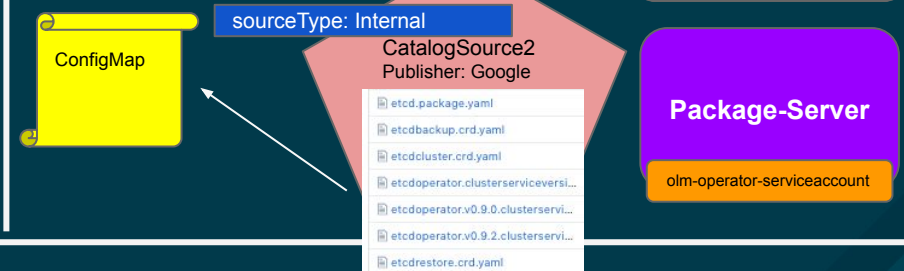 sourceType: Internal
ConfigMap
CatalogSource2
Publisher: Google
etcd.package.yaml
etcdbackup.crd.yaml
etcdcluster.crd.yaml
etcdoperator.clusterserviceversi...
etcdoperator.v0.9.0.clusterservi...
etcdoperator.v0.9.2.clusterservi...
etcdrestore.crd.yaml
Package-Server
olm-operator-serviceaccount